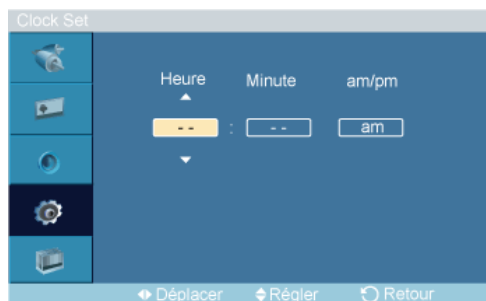 Clock Set
Heure Minute am/pm
- - : - - am
Déplacer Régler Retour